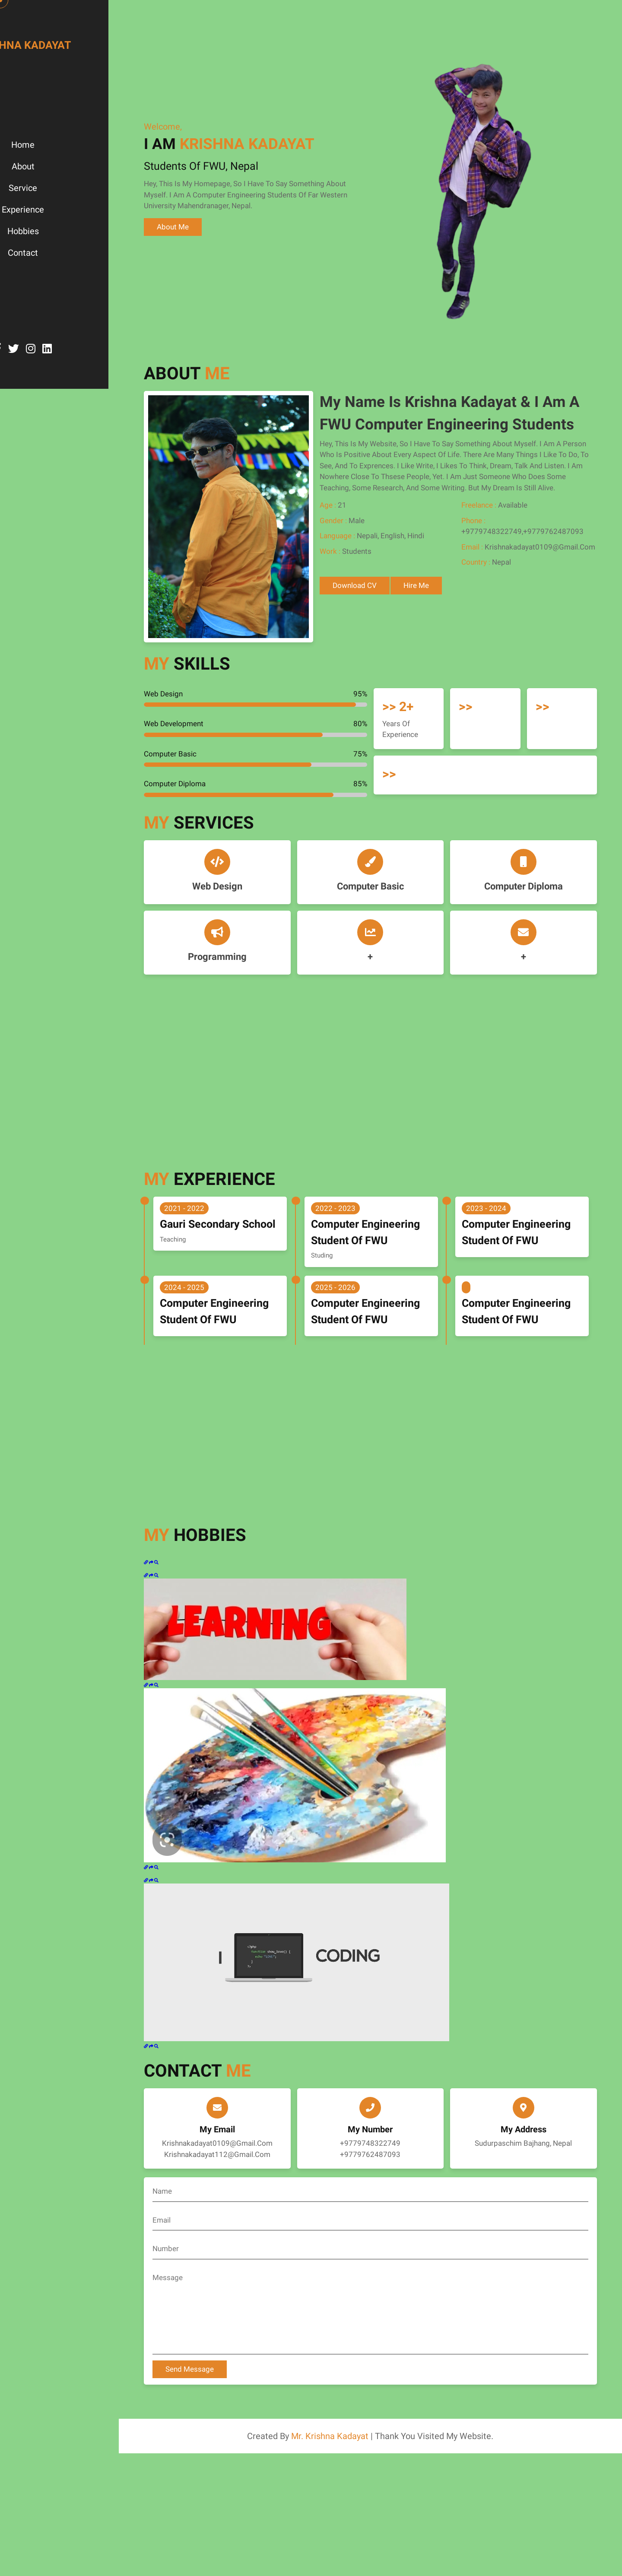 HNA KADAYAT
Home
About
Service
Experience
Hobbies
Contact
Welcome,
I AM KRISHNA KADAYAT
Students Of FWU, Nepal
Hey, This Is My Homepage, So I Have To Say Something About
Myself. I Am A Computer Engineering Students Of Far Western
University Mahendranager, Nepal.
About Me
ABOUT ME
My Name Is Krishna Kadayat & I Am A
FWU Computer Engineering Students
Hey, This Is My Website, So I Have To Say Something About Myself. I Am A Person
Who Is Positive About Every Aspect Of Life. There Are Many Things I Like To Do, To
See, And To Exprences. I Like Write, I Likes To Think, Dream, Talk And Listen. I Am
Nowhere Close To Thsese People, Yet. I Am Just Someone Who Does Some
Teaching, Some Research, And Some Writing. But My Dream Is Still Alive.
Age : 21
Gender : Male
Language : Nepali, English, Hindi
Work : Students
Freelance : Available
Phone :
+9779748322749,+9779762487093
Email : Krishnakadayat0109@Gmail.Com
Country : Nepal
Download CV
Hire Me
MY SKILLS
Web Design 95%
Web Development 80%
Computer Basic 75%
Computer Diploma 85%
>> 2+
Years Of
Experience
>>
>>
>>
MY SERVICES
Web Design
Computer Basic
Computer Diploma
Programming
+
+
MY EXPERIENCE
2021 - 2022
Gauri Secondary School
Teaching
2022 - 2023
Computer Engineering
Student Of FWU
Studing
2023 - 2024
Computer Engineering
Student Of FWU
2024 - 2025
Computer Engineering
Student Of FWU
2025 - 2026
Computer Engineering
Student Of FWU
Computer Engineering
Student Of FWU
MY HOBBIES
LEARNING
CODING
CONTACT ME
My Email
Krishnakadayat0109@Gmail.Com
Krishnakadayat112@Gmail.Com
My Number
+9779748322749
+9779762487093
My Address
Sudurpaschim Bajhang, Nepal
Name
Email
Number
Message
Send Message
Created By Mr. Krishna Kadayat | Thank You Visited My Website.